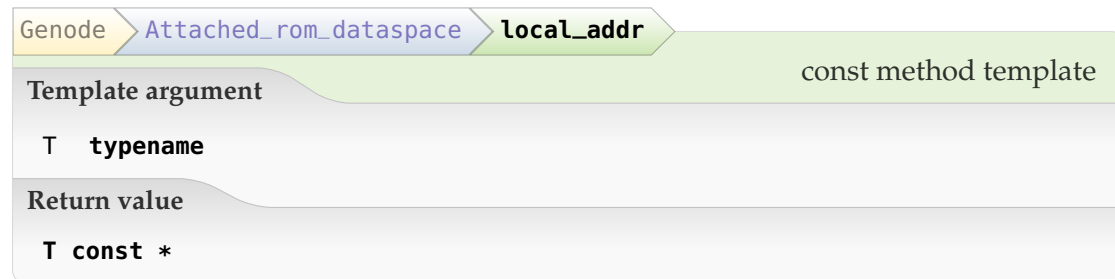 Genode Attached_rom_dataspace local_addr
const method template
Template argument
T typename
Return value
T const *